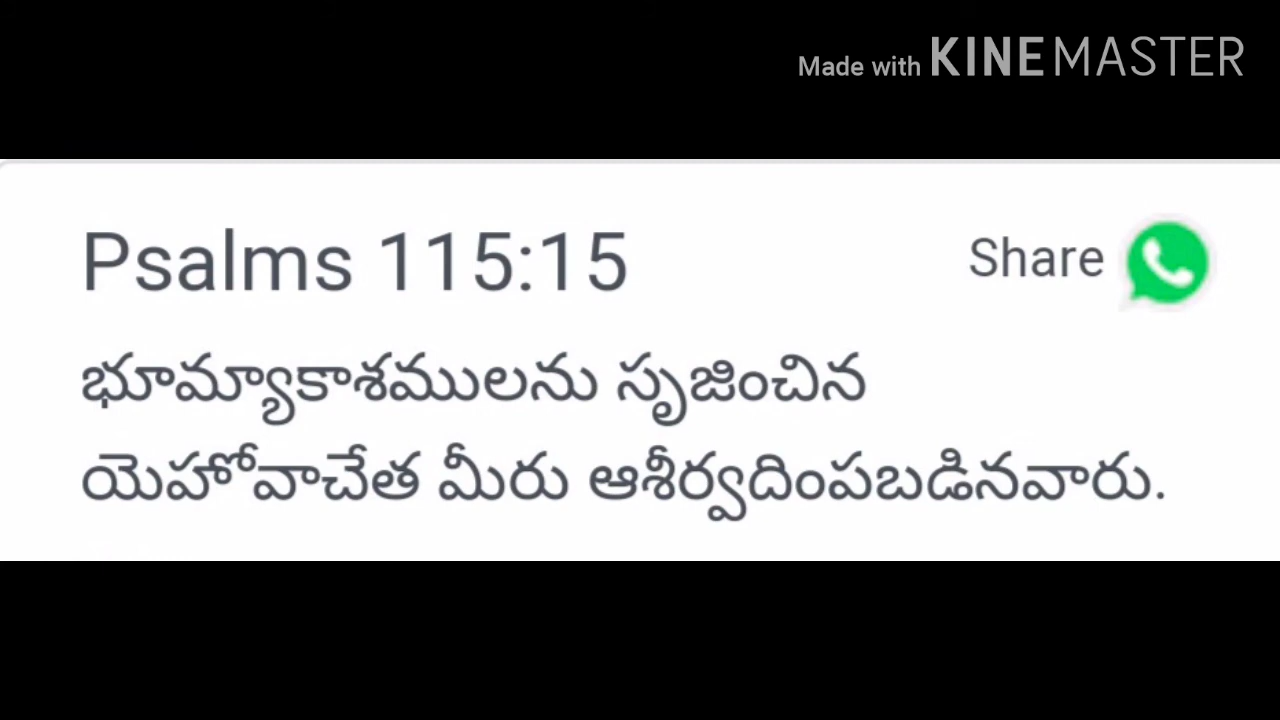 Made with KINEMASTER
Psalms 115:15
Share
భూమ్యాకాశములను సృజించిన
యెహోవాచేత మీరు ఆశీర్వదింపబడినవారు.